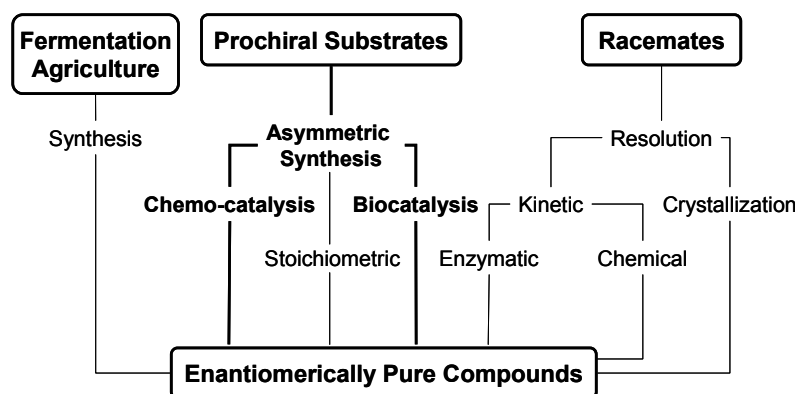 Fermentation
Agriculture
Prochiral Substrates
Racemates
Synthesis
Asymmetric
Synthesis
Resolution
Chemo-catalysis
Biocatalysis
Kinetic
Crystallization
Stoichiometric
Enzymatic
Chemical
Enantiomerically Pure Compounds